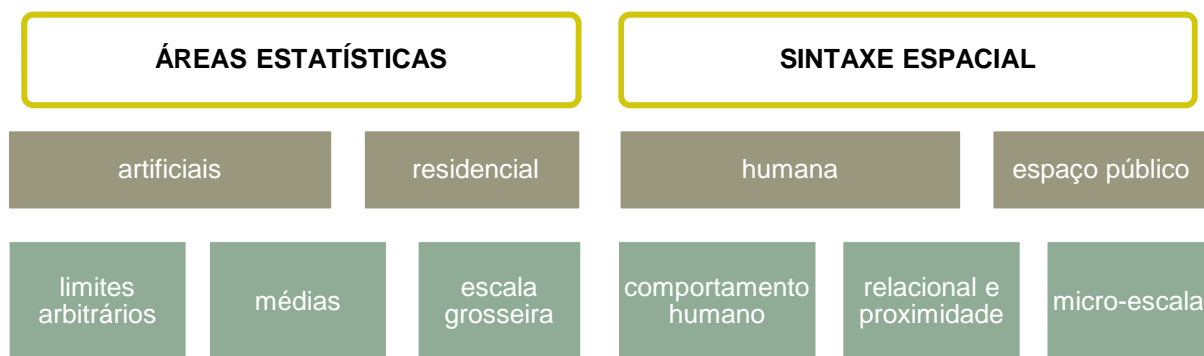 ÁREAS ESTATÍSTICAS
SINTAXE ESPACIAL
artificiais
residencial
humana
espaço público
limites
arbitrários
médias
escala
grosseira
comportamento
humano
relacional e
proximidade
micro-escala